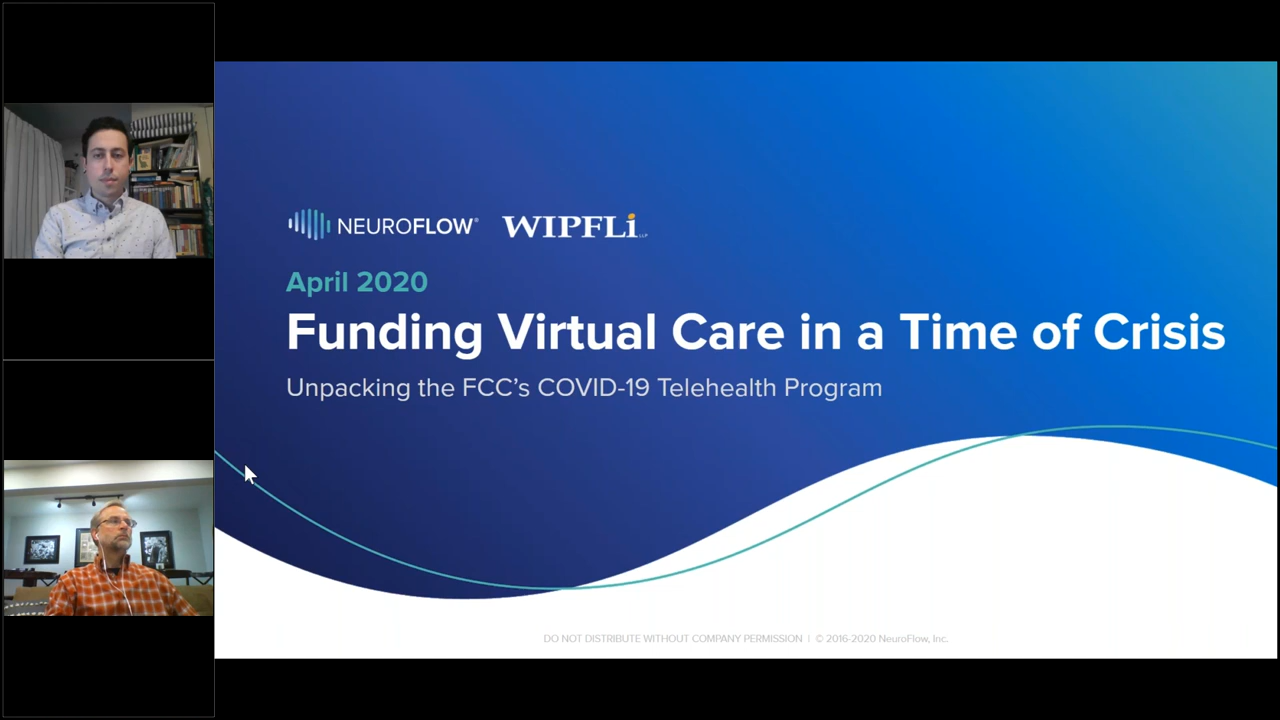 NEUROFLOW® WIPFLi LLP
April 2020
Funding Virtual Care in a Time of Crisis
Unpacking the FCC’s COVID-19 Telehealth Program
DO NOT DISTRIBUTE WITHOUT COMPANY PERMISSION | © 2016-2020 NeuroFlow, Inc.